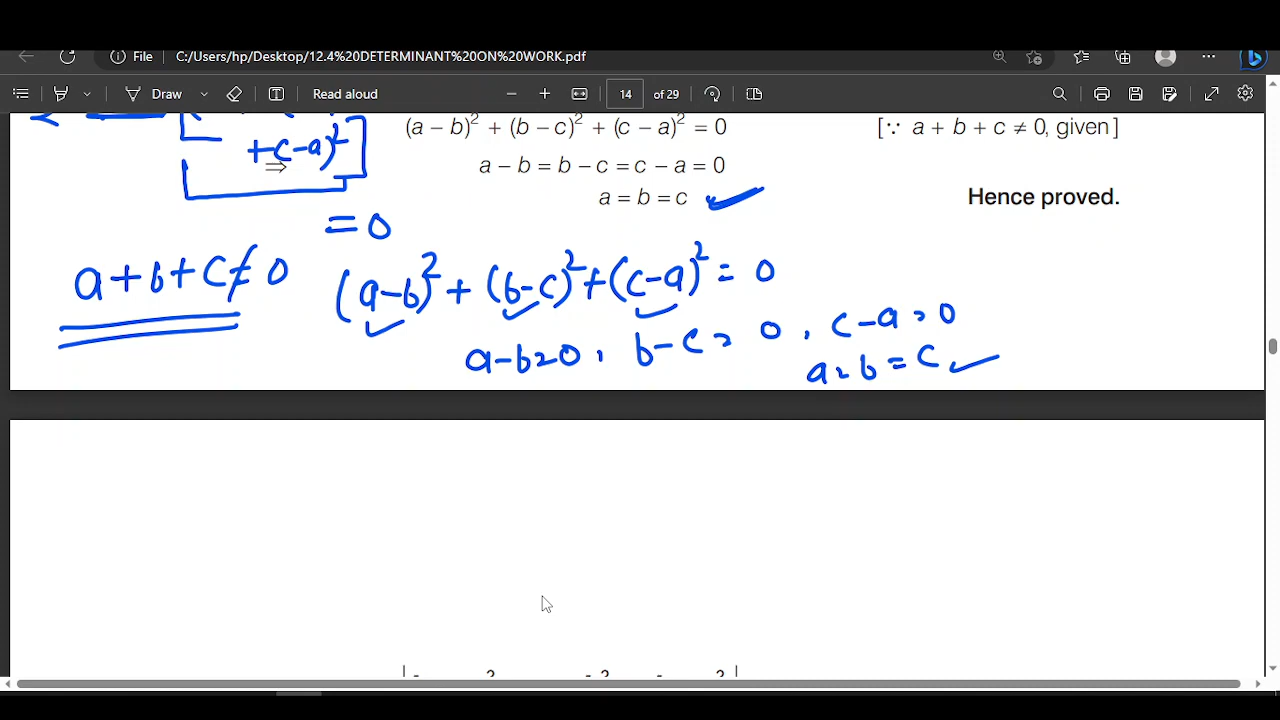 File C:/Users/hp/Desktop/12.4%20DETERMINANT%20ON%20WORK.pdf
Draw Read aloud 14 of 29
(a – b)² + (b – c)² + (c – a)² = 0 [∵ a + b + c ≠ 0, given]
+c-a)²
⇒ a – b = b – c = c – a = 0
a = b = c Hence proved.
= 0
a+b+c≠0 (a-b)² + (b-c)² + (c-a)² = 0
a-b=0, b-c = 0, c-a=0
a=b=c